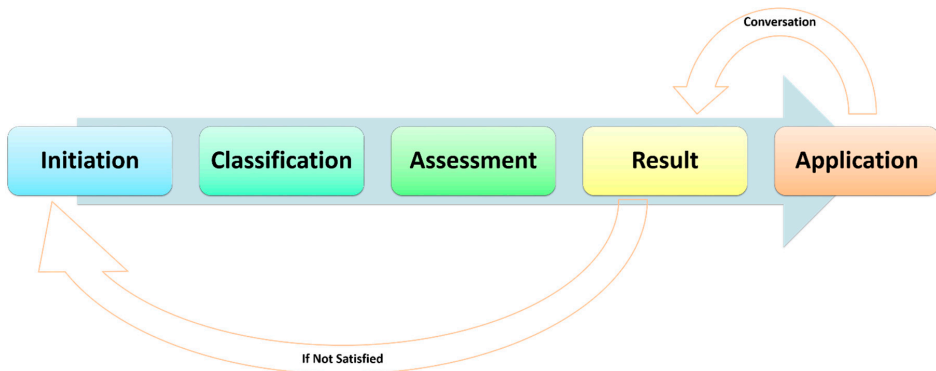 Conversation
Initiation
Classification
Assessment
Result
Application
If Not Satisfied